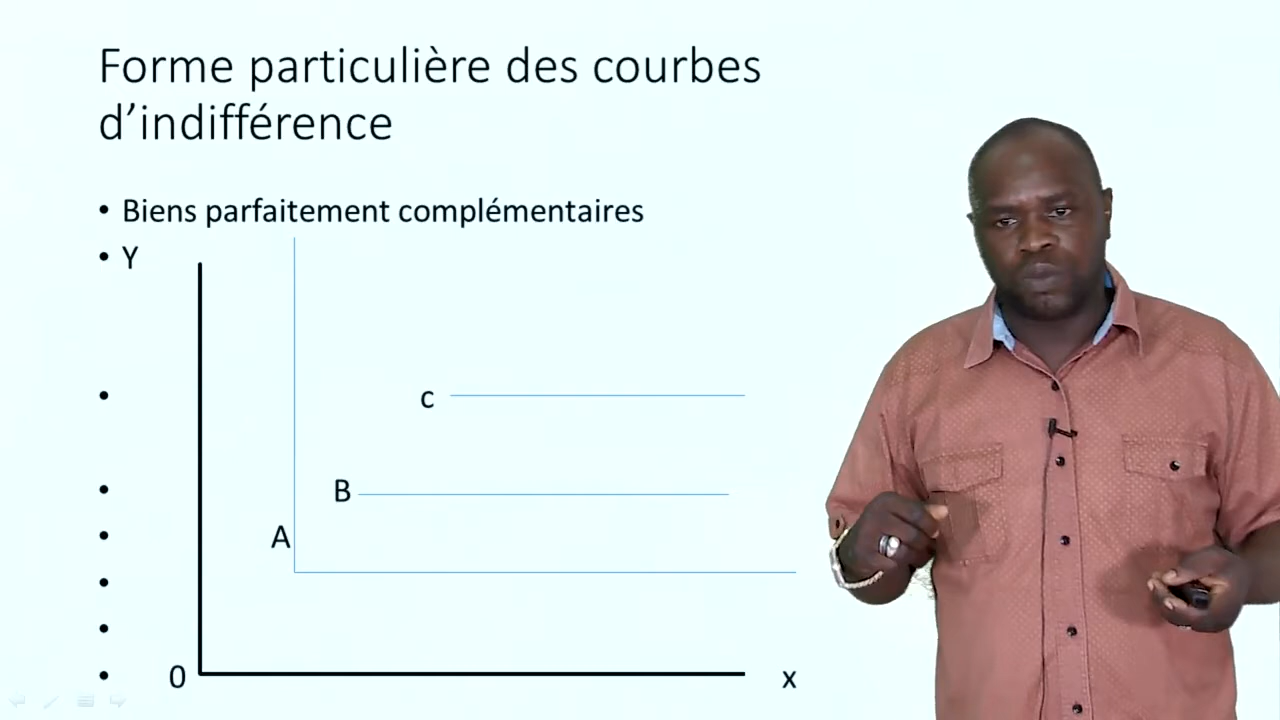 Forme particulière des courbes
d’indifférence
• Biens parfaitement complémentaires
• Y
c
B
A
0
x